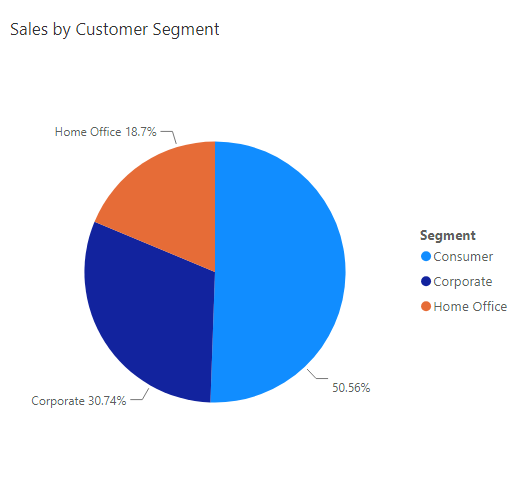 Sales by Customer Segment
Home Office 18.7%
Segment
Consumer
Corporate
Home Office
50.56%
Corporate 30.74%